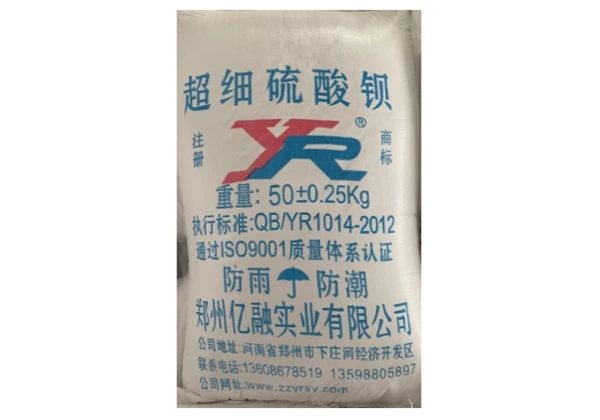 超细硫酸钡
注册
YR®
商标
重量: 50±0.25Kg
执行标准:QB/YR1014-2012
通过ISO9001质量体系认证
防雨 防潮
郑州亿融实业有限公司
公司地址:河南省郑州市下庄河经济开发区
联系电话:13608678519 13598805897
公司网址:www.zzyrsy.com